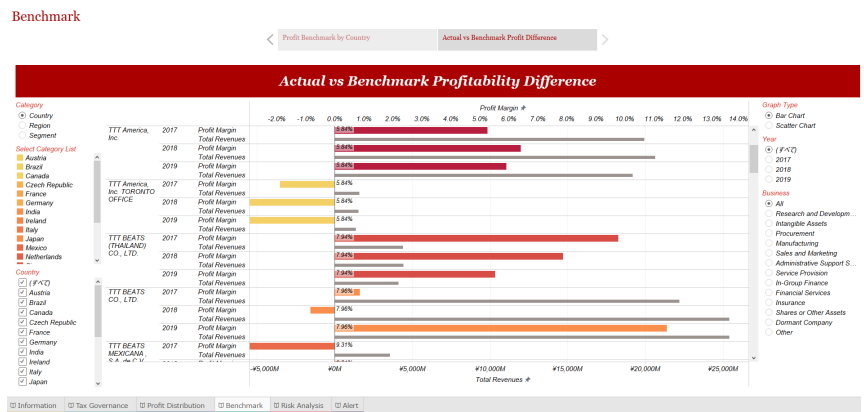 Benchmark
Profit Benchmark by Country
Actual vs Benchmark Profit Difference
Actual vs Benchmark Profitability Difference
Category
Country
Region
Segment
Select Category List
Austria
Brazil
Canada
Czech Republic
France
Germany
India
Ireland
Italy
Japan
Mexico
Netherlands
Country
(すべて)
Austria
Brazil
Canada
Czech Republic
France
Germany
India
Ireland
Italy
Japan
Profit Margin
-2.0% -1.0% 0.0% 1.0% 2.0% 3.0% 4.0% 5.0% 6.0% 7.0% 8.0% 9.0% 10.0% 11.0% 12.0% 13.0% 14.0%
TTT America, Inc. 2017 Profit Margin 5.84%
Total Revenues
2018 Profit Margin 5.84%
Total Revenues
2019 Profit Margin 5.84%
Total Revenues
TTT America, Inc. TORONTO OFFICE 2017 Profit Margin 5.84%
Total Revenues
2018 Profit Margin 5.84%
Total Revenues
2019 Profit Margin 5.84%
Total Revenues
TTT BEATS (THAILAND) CO., LTD. 2017 Profit Margin 7.94%
Total Revenues
2018 Profit Margin 7.94%
Total Revenues
2019 Profit Margin 7.94%
Total Revenues
TTT BEATS CO., LTD. 2017 Profit Margin 7.96%
Total Revenues
2018 Profit Margin 7.96%
Total Revenues
2019 Profit Margin 7.96%
Total Revenues
TTT BEATS MEXICANA , 2017 Profit Margin 9.31%
Total Revenues
-¥5,000M ¥0M ¥5,000M ¥10,000M ¥15,000M ¥20,000M ¥25,000M
Total Revenues
Graph Type
Bar Chart
Scatter Chart
Year
(すべて)
2017
2018
2019
Business
All
Research and Developm...
Intangible Assets
Procurement
Manufacturing
Sales and Marketing
Administrative Support S...
Service Provision
In-Group Finance
Financial Services
Insurance
Shares or Other Assets
Dormant Company
Other
Information Tax Governance Profit Distribution Benchmark Risk Analysis Alert